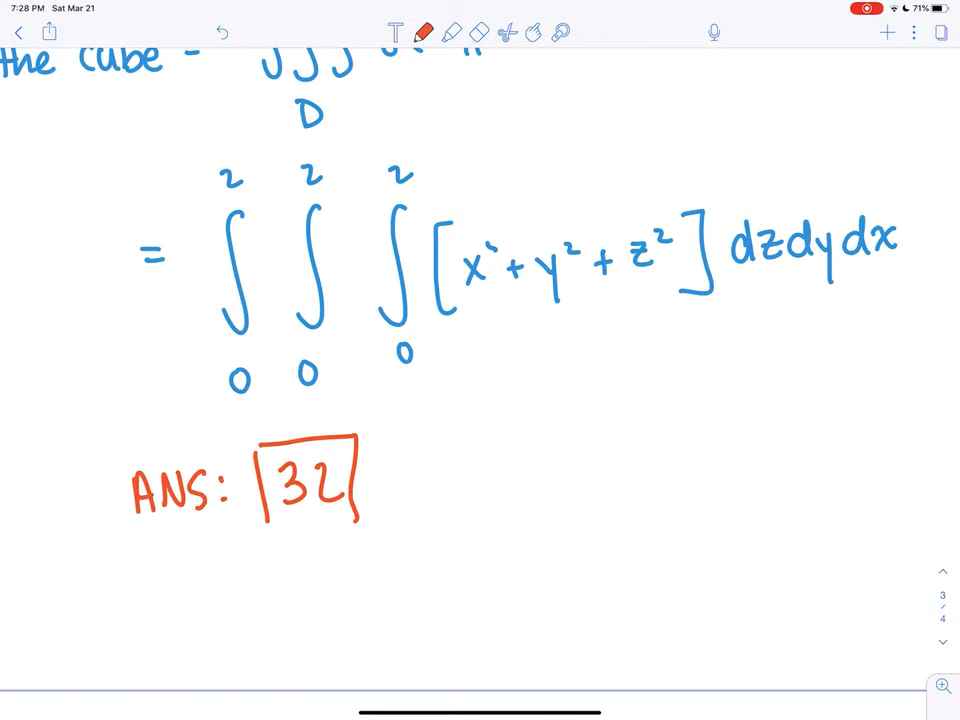 7:28 PM Sat Mar 21
71%
T
the cube =
D
2 2 2
= ∫ ∫ ∫ [x² + y² + z²] dzdydx
0 0 0
ANS: 32
3
/
4